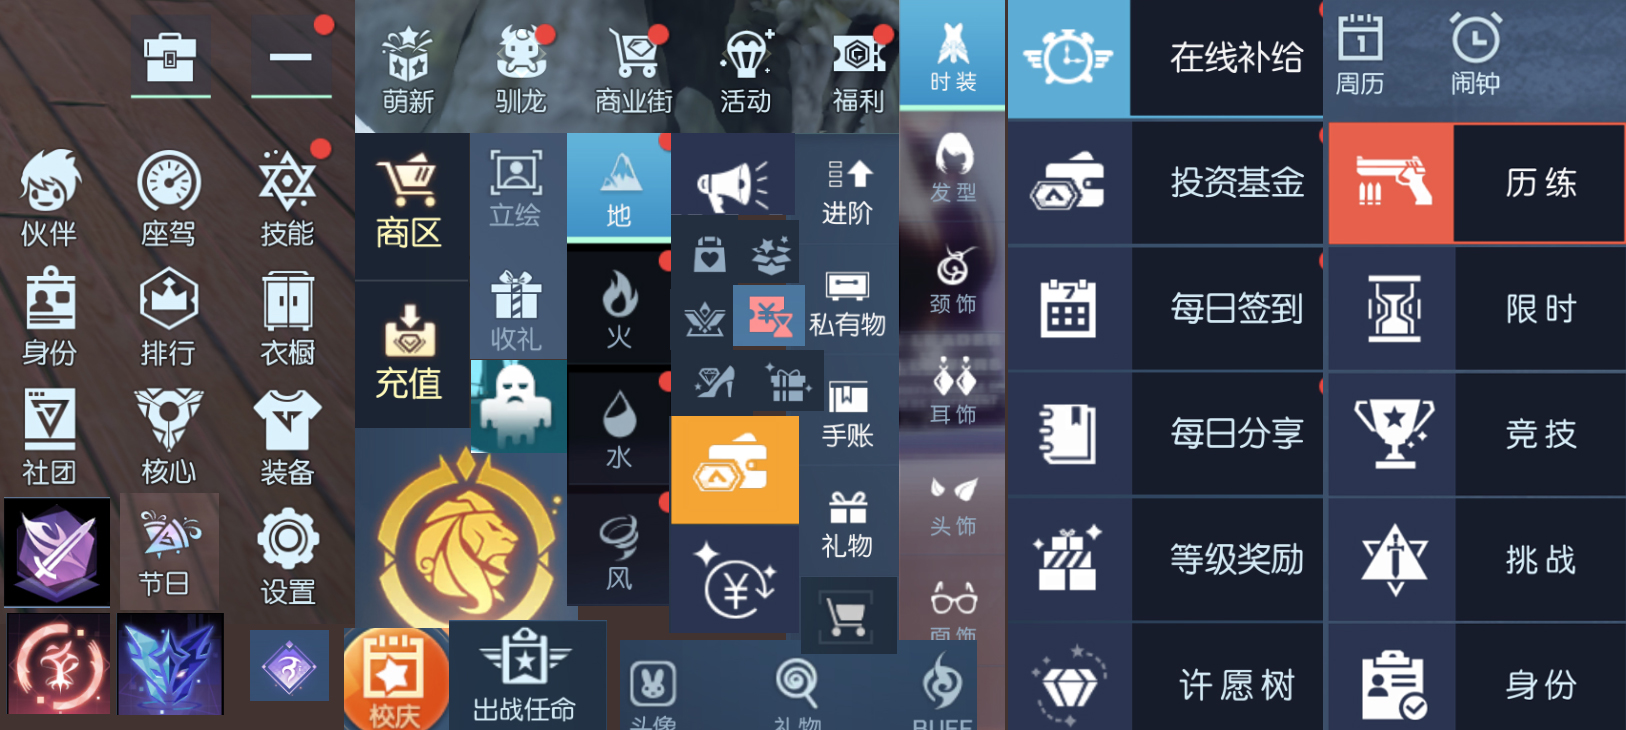 萌新
驯龙
商业街
活动
福利
时装
在线补给
1
周历
闹钟
伙伴
座驾
技能
商区
立绘
地
进阶
发型
投资基金
历练
身份
排行
衣橱
充值
收礼
火
私有物
颈饰
7
每日签到
限时
社团
核心
装备
水
手账
耳饰
每日分享
竞技
节日
设置
风
礼物
头饰
等级奖励
挑战
校庆
出战任命
头像
礼物
BUFF
面饰
许愿树
身份